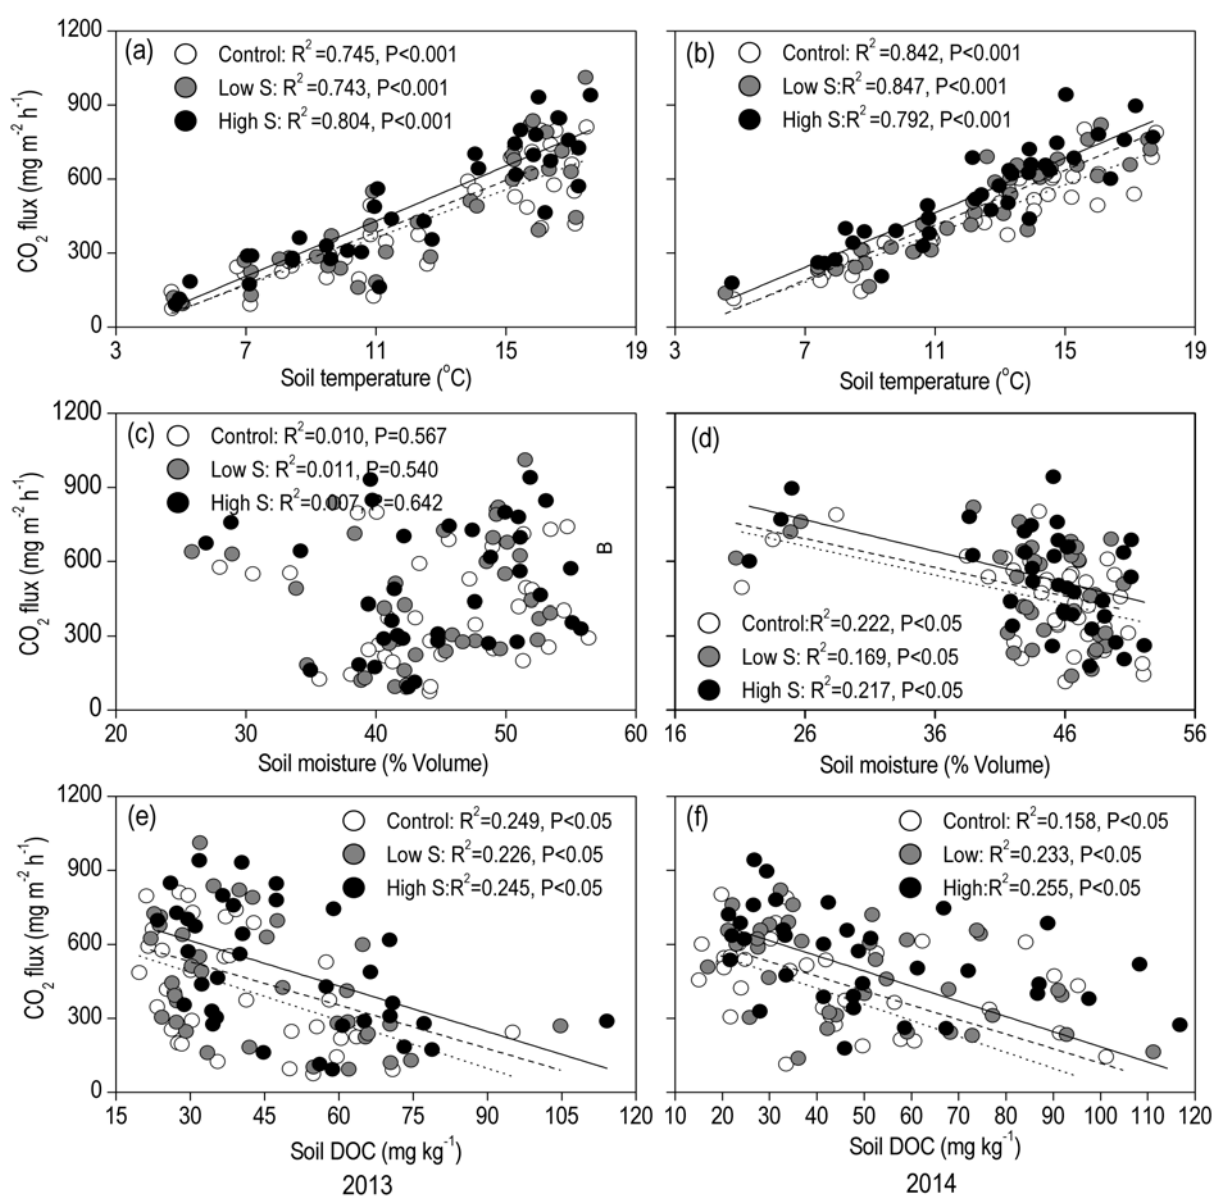 (a)
Control: R²=0.745, P<0.001
Low S: R²=0.743, P<0.001
High S: R²=0.804, P<0.001
1200
900
600
300
0
CO₂ flux (mg m⁻² h⁻¹)
3 7 11 15 19
Soil temperature (°C)
(b)
Control: R²=0.842, P<0.001
Low S:R²=0.847, P<0.001
High S:R²=0.792, P<0.001
3 7 11 15 19
Soil temperature (°C)
(c)
Control: R²=0.010, P=0.567
Low S: R²=0.011, P=0.540
High S: R²=0.007, P=0.642
B
1200
900
600
300
0
CO₂ flux (mg m⁻² h⁻¹)
20 30 40 50 60
Soil moisture (% Volume)
(d)
Control:R²=0.222, P<0.05
Low S: R²=0.169, P<0.05
High S: R²=0.217, P<0.05
16 26 36 46 56
Soil moisture (% Volume)
(e)
Control: R²=0.249, P<0.05
Low S: R²=0.226, P<0.05
High S:R²=0.245, P<0.05
1200
900
600
300
0
CO₂ flux (mg m⁻² h⁻¹)
15 30 45 60 75 90 105 120
Soil DOC (mg kg⁻¹)
2013
(f)
Control: R²=0.158, P<0.05
Low: R²=0.233, P<0.05
High:R²=0.255, P<0.05
10 20 30 40 50 60 70 80 90 100 110 120
Soil DOC (mg kg⁻¹)
2014